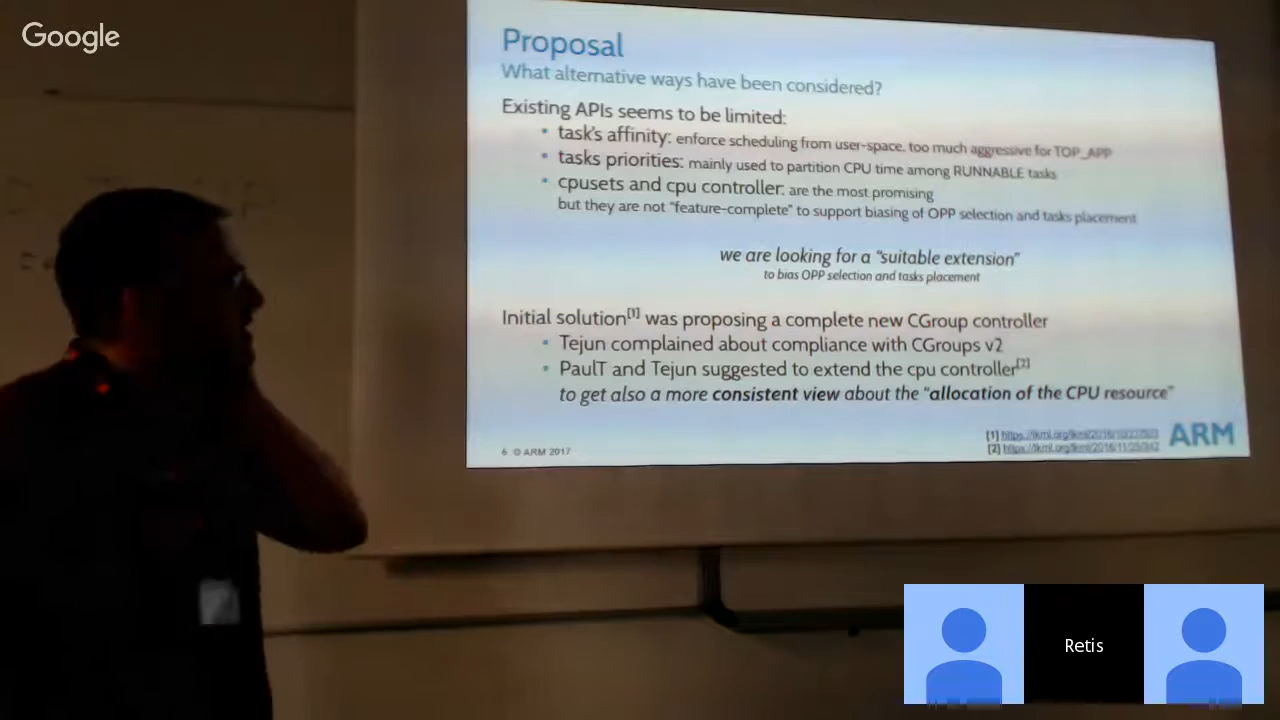 Google
Proposal
What alternative ways have been considered?
Existing APIs seems to be limited:
• task's affinity: enforce scheduling from user-space, too much aggressive for TOP_APP
• tasks priorities: mainly used to partition CPU time among RUNNABLE tasks
• cpusets and cpu controller: are the most promising
but they are not "feature-complete" to support biasing of OPP selection and tasks placement
we are looking for a "suitable extension"
to bias OPP selection and tasks placement
Initial solution[1] was proposing a complete new CGroup controller
• Tejun complained about compliance with CGroups v2
• PaulT and Tejun suggested to extend the cpu controller[2]
to get also a more consistent view about the "allocation of the CPU resource"
[1]
[2]
ARM
6 © ARM 2017
Retis